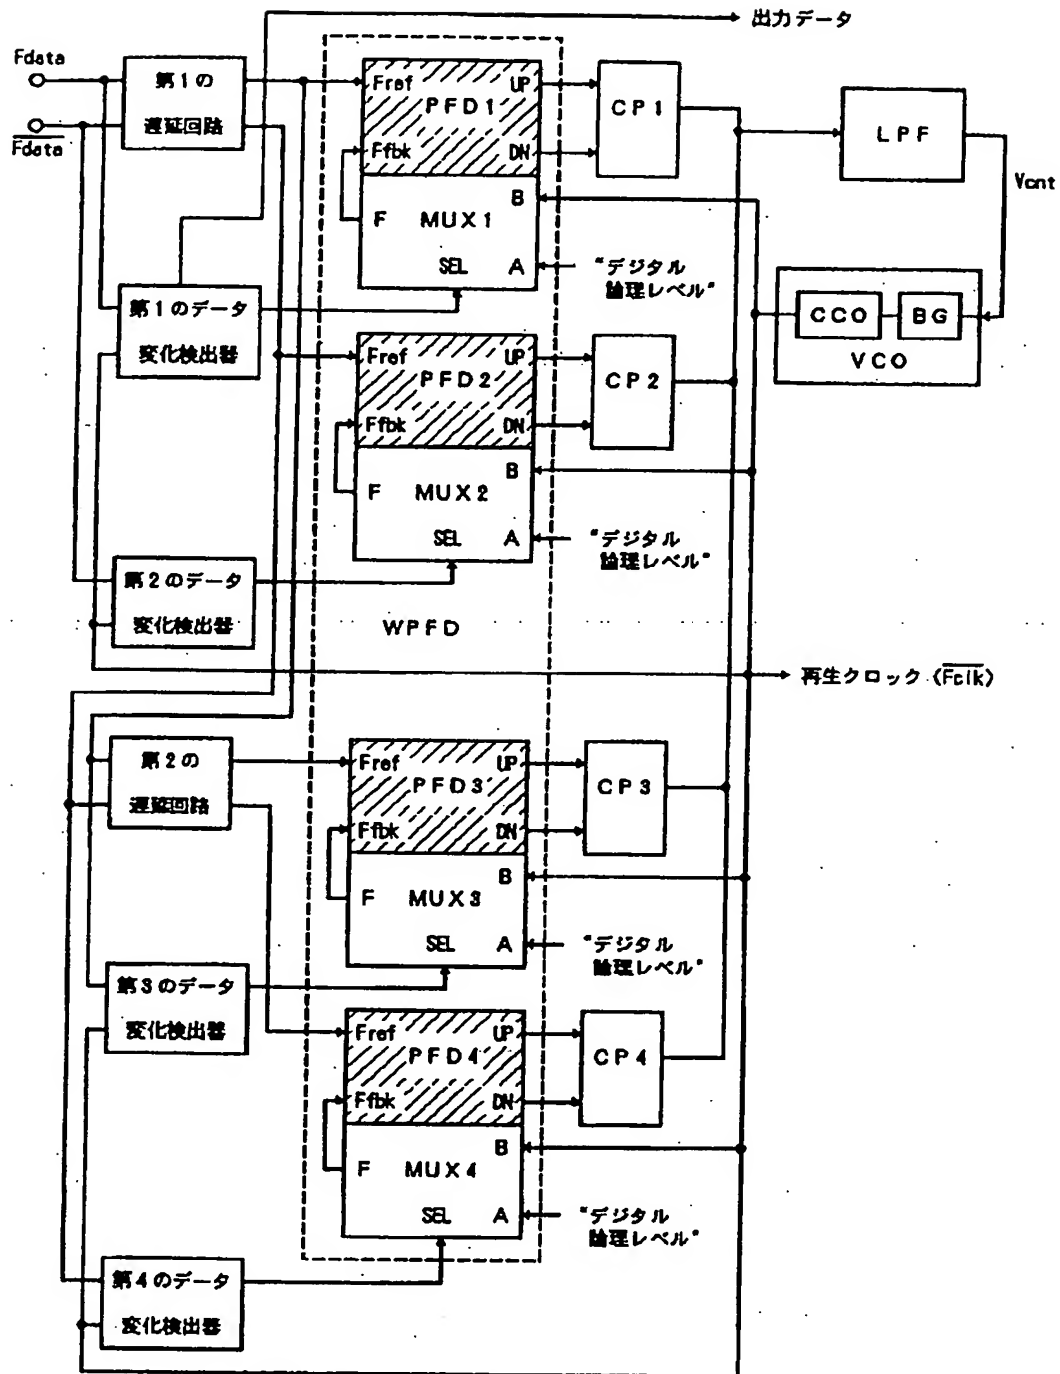 出力データ
Fdata
F̅d̅a̅t̅a̅
第1の
遅延回路
Fref
UP
PFD1
Ffbk
DN
CP1
LPF
Vcnt
B
F
MUX1
SEL
A
"デジタル
論理レベル"
CCO
BG
VCO
第1のデータ
変化検出器
Fref
UP
PFD2
Ffbk
DN
CP2
B
F
MUX2
SEL
A
"デジタル
論理レベル"
第2のデータ
変化検出器
WPFD
再生クロック (F̅c̅l̅k̅)
第2の
遅延回路
Fref
UP
PFD3
Ffbk
DN
CP3
B
F
MUX3
SEL
A
"デジタル
論理レベル"
第3のデータ
変化検出器
Fref
UP
PFD4
Ffbk
DN
CP4
B
F
MUX4
SEL
A
"デジタル
論理レベル"
第4のデータ
変化検出器